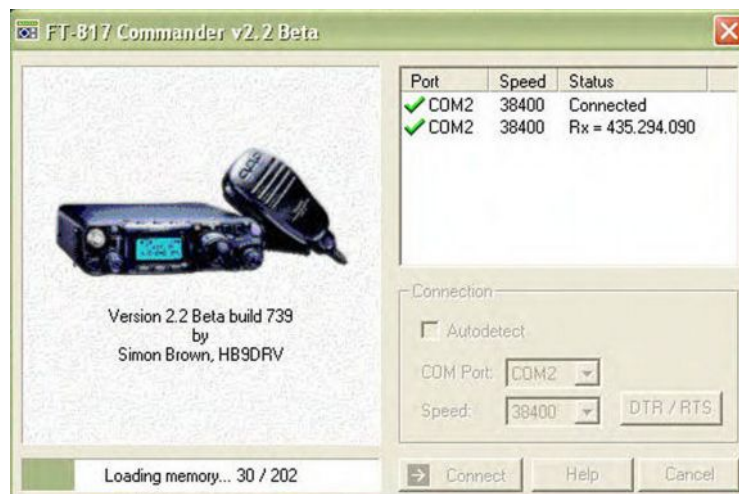 FT-817 Commander v2.2 Beta
Port Speed Status
COM2 38400 Connected
COM2 38400 Rx = 435.294.090
Version 2.2 Beta build 739
by
Simon Brown, HB9DRV
Connection
Autodetect
COM Port: COM2
Speed: 38400 DTR / RTS
Loading memory... 30 / 202
Connect Help Cancel